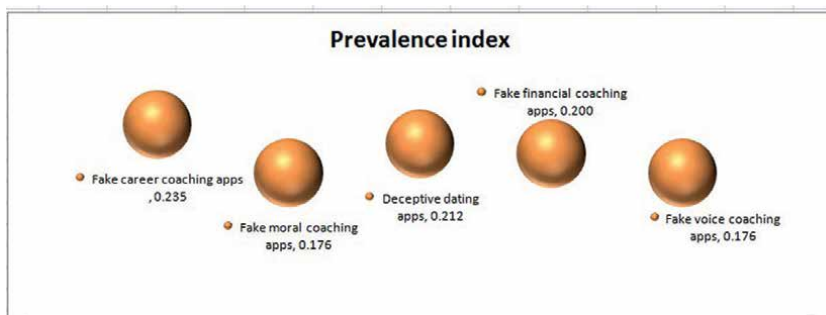 Prevalence index
Fake financial coaching
apps, 0.200
Fake career coaching apps
, 0.235
Deceptive dating
apps, 0.212
Fake moral coaching
apps, 0.176
Fake voice coaching
apps, 0.176